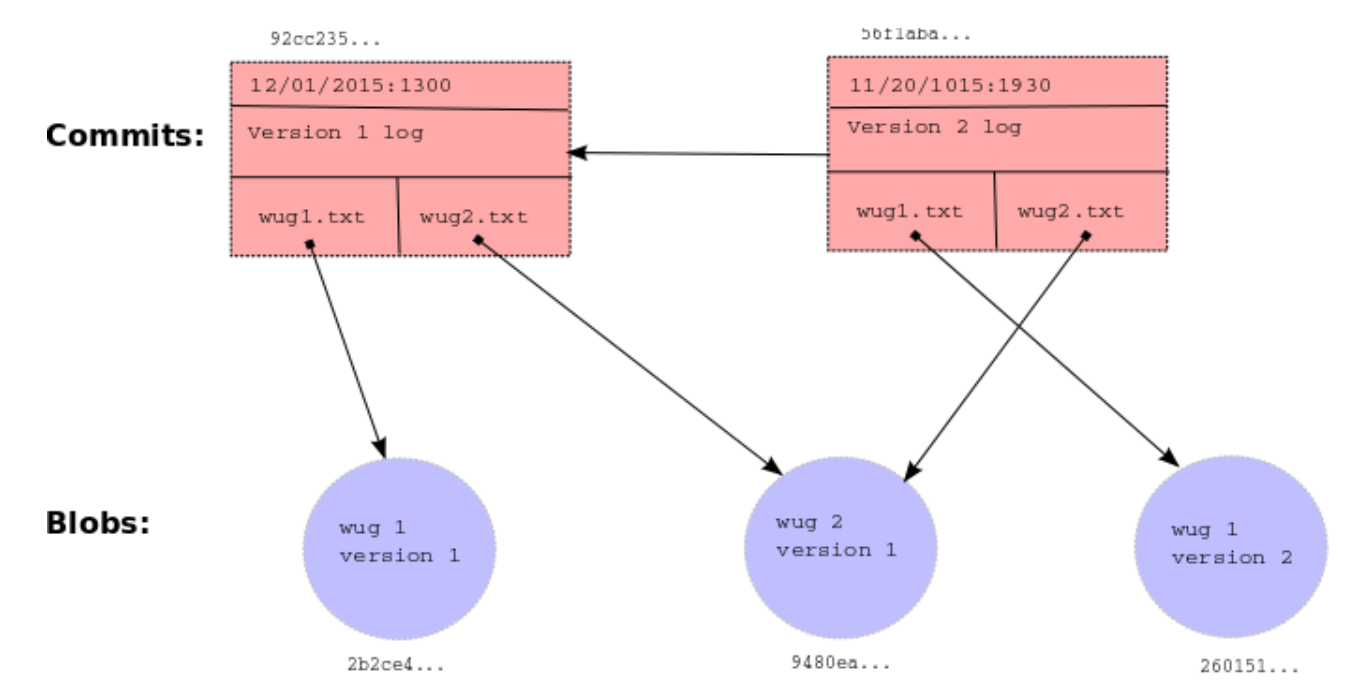 92cc235...
56f1aba...
12/01/2015:1300
11/20/1015:1930
Commits:
Version 1 log
Version 2 log
wug1.txt
wug2.txt
wug1.txt
wug2.txt
Blobs:
wug 1
version 1
wug 2
version 1
wug 1
version 2
2b2ce4...
9480ea...
260151...